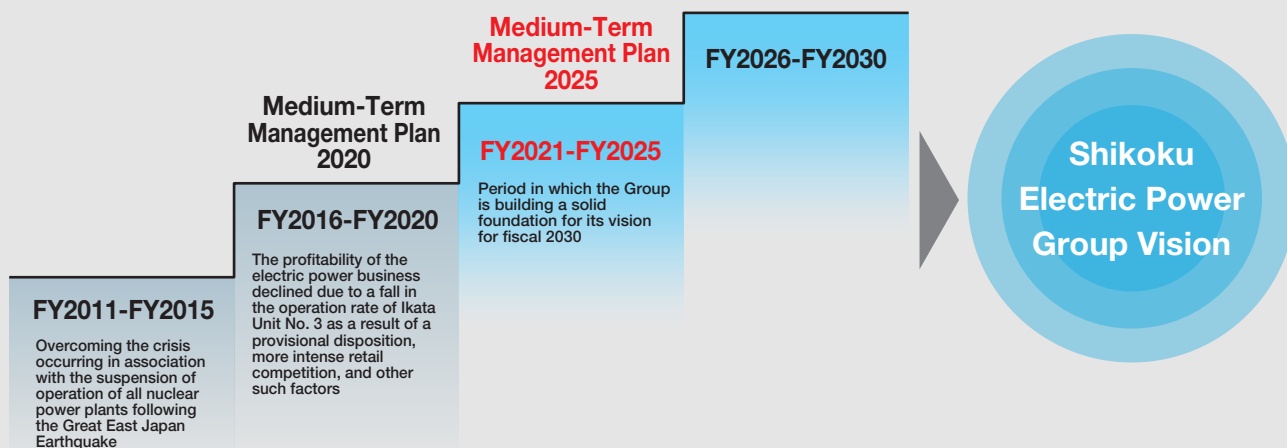 FY2011-FY2015
Overcoming the crisis
occurring in association
with the suspension of
operation of all nuclear
power plants following
the Great East Japan
Earthquake
Medium-Term
Management Plan
2020
FY2016-FY2020
The profitability of the
electric power business
declined due to a fall in
the operation rate of Ikata
Unit No. 3 as a result of a
provisional disposition,
more intense retail
competition, and other
such factors
Medium-Term
Management Plan
2025
FY2021-FY2025
Period in which the Group
is building a solid
foundation for its vision
for fiscal 2030
FY2026-FY2030
Shikoku
Electric Power
Group Vision